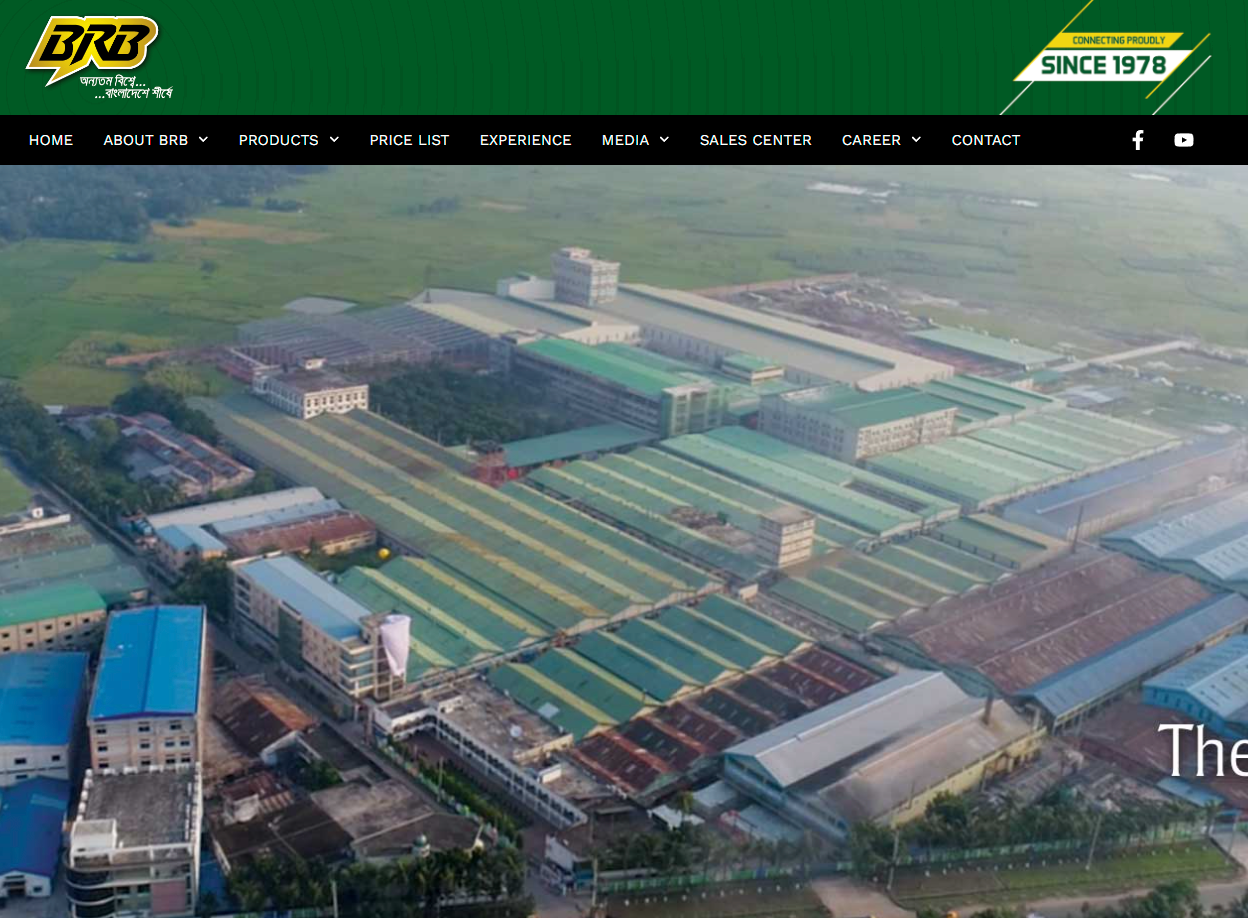 BRB
অন্যতম বিশ্বে...
...বাংলাদেশে শীর্ষে
CONNECTING PROUDLY
SINCE 1978
HOME ABOUT BRB PRODUCTS PRICE LIST EXPERIENCE MEDIA SALES CENTER CAREER CONTACT
The